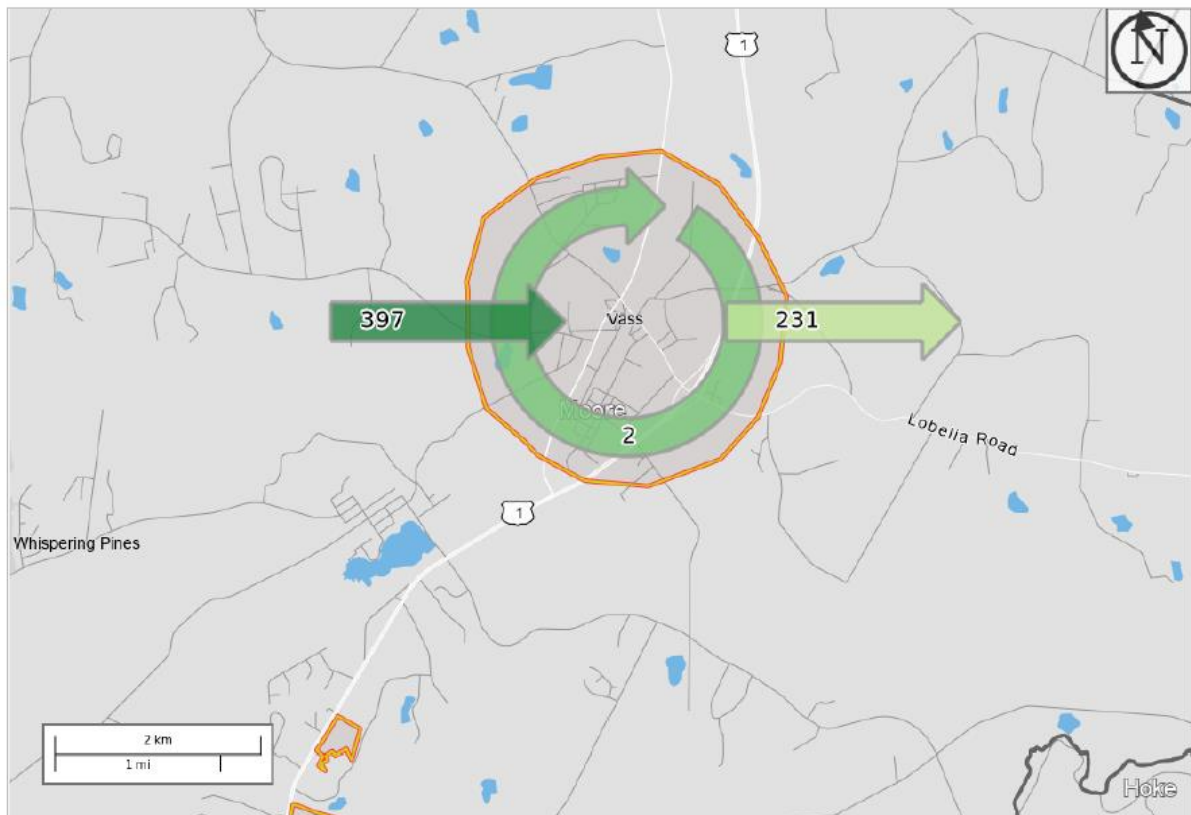 1
N
397
Vass
231
Moore
2
Lobelia Road
1
Whispering Pines
2 km
1 mi
Hoke